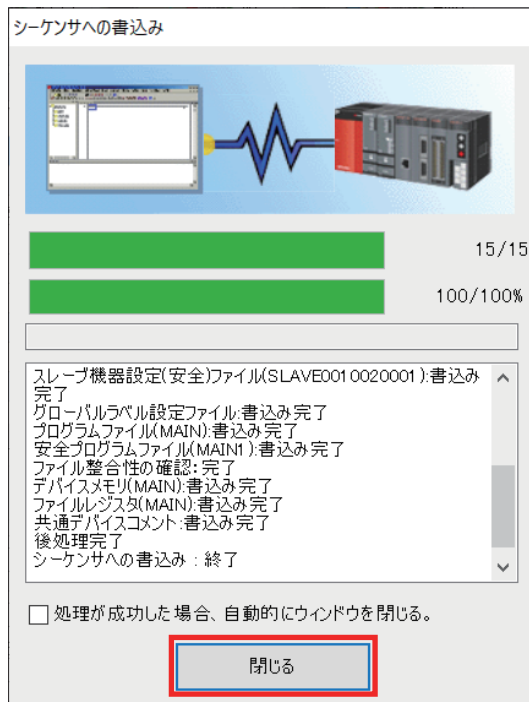 シーケンサへの書込み
15/15
100/100%
スレーブ機器設定(安全)ファイル(SLAVE0010020001):書込み
完了
グローバルラベル設定ファイル:書込み完了
プログラムファイル(MAIN):書込み完了
安全プログラムファイル(MAIN1):書込み完了
ファイル整合性の確認:完了
デバイスメモリ(MAIN):書込み完了
ファイルレジスタ(MAIN):書込み完了
共通デバイスコメント:書込み完了
後処理完了
シーケンサへの書込み : 終了
処理が成功した場合、自動的にウィンドウを閉じる。
閉じる